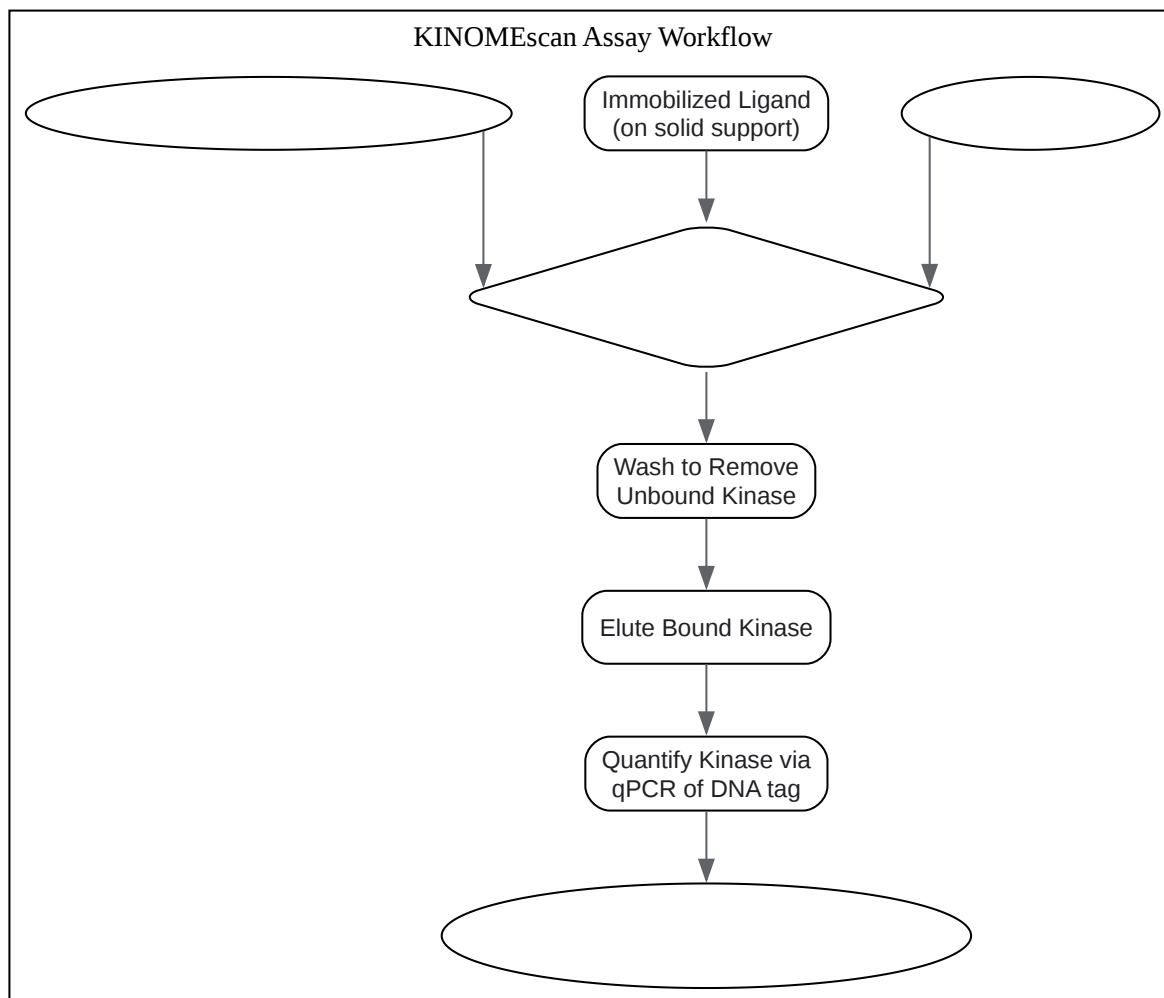 KINOMEscan Assay Workflow
Immobilized Ligand
(on solid support)
Wash to Remove
Unbound Kinase
Elute Bound Kinase
Quantify Kinase via
qPCR of DNA tag